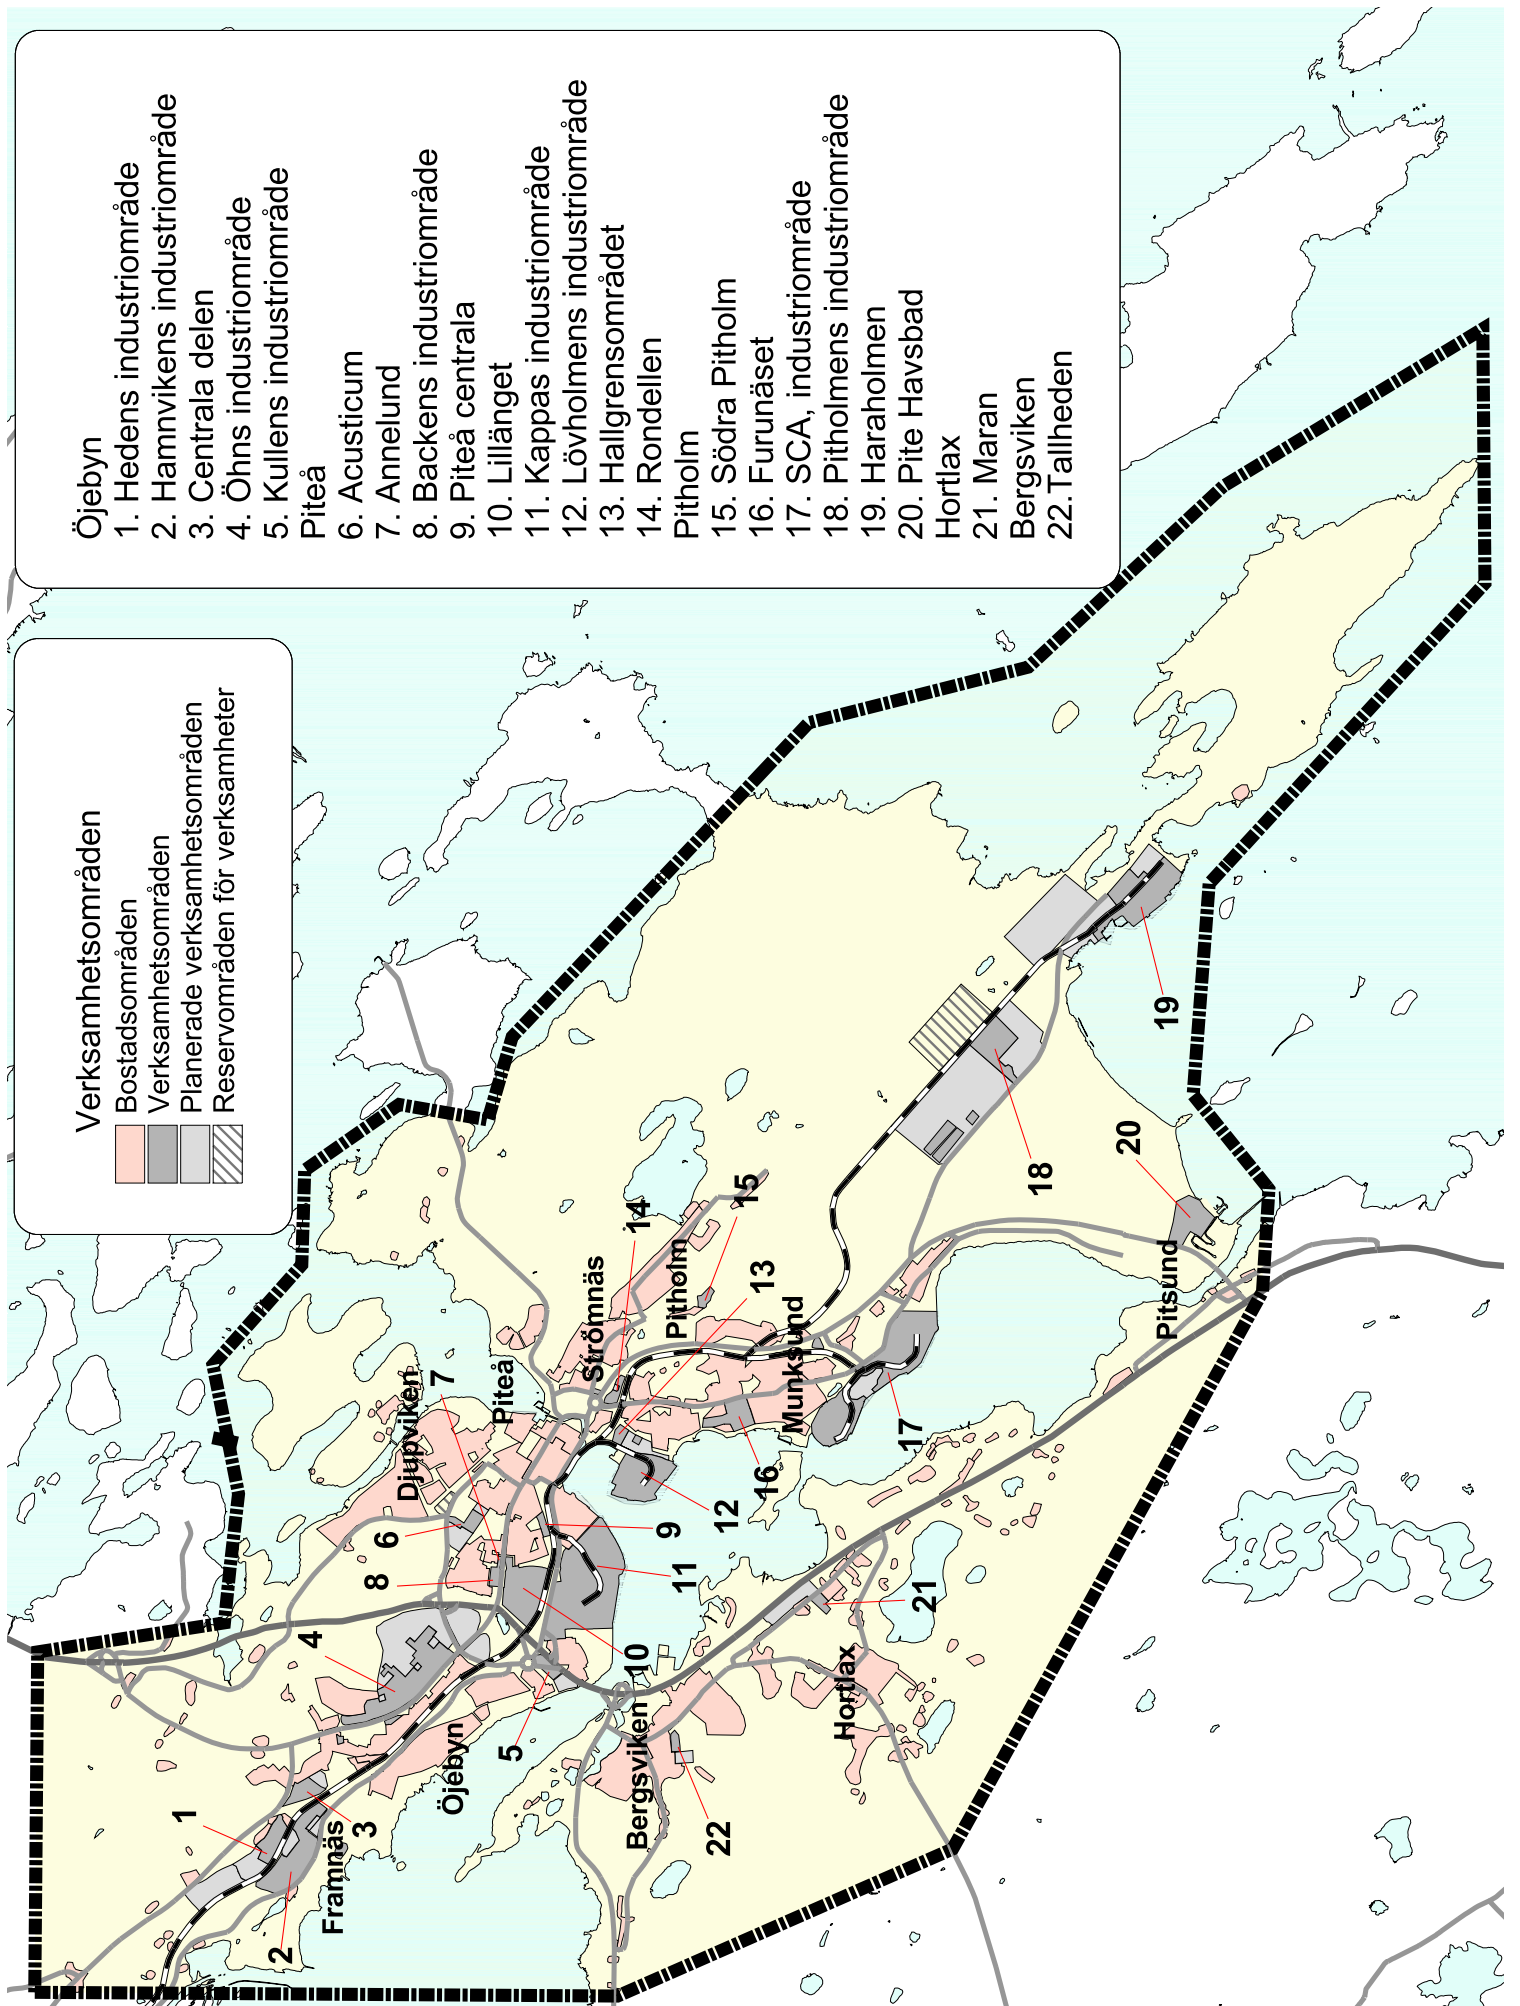 Verksamhetsområden
Bostadsområden
Verksamhetsområden
Planerade verksamhetsområden
Reservområden för verksamheter
Öjebyn
1. Hedens industriområde
2. Hamnvikens industriområde
3. Centrala delen
4. Öhns industriområde
5. Kullens industriområde
Piteå
6. Acusticum
7. Annelund
8. Backens industriområde
9. Piteå centrala
10. Lillänget
11. Kappas industriområde
12. Lövholmens industriområde
13. Hallgrensområdet
14. Rondellen
Pitholm
15. Södra Pitholm
16. Furunäset
17. SCA, industriområde
18. Pitholmens industriområde
19. Haraholmen
20. Pite Havsbad
Hortlax
21. Maran
Bergsviken
22.Tallheden
1
2
3
Framnäs
4
Öjebyn
5
6
7
8
Djupviken
Piteå
9
10
11
12
13
14
Strömnäs
Pitholm
15
16
Munksund
17
18
19
20
Pitsund
21
Hortlax
Bergsviken
22